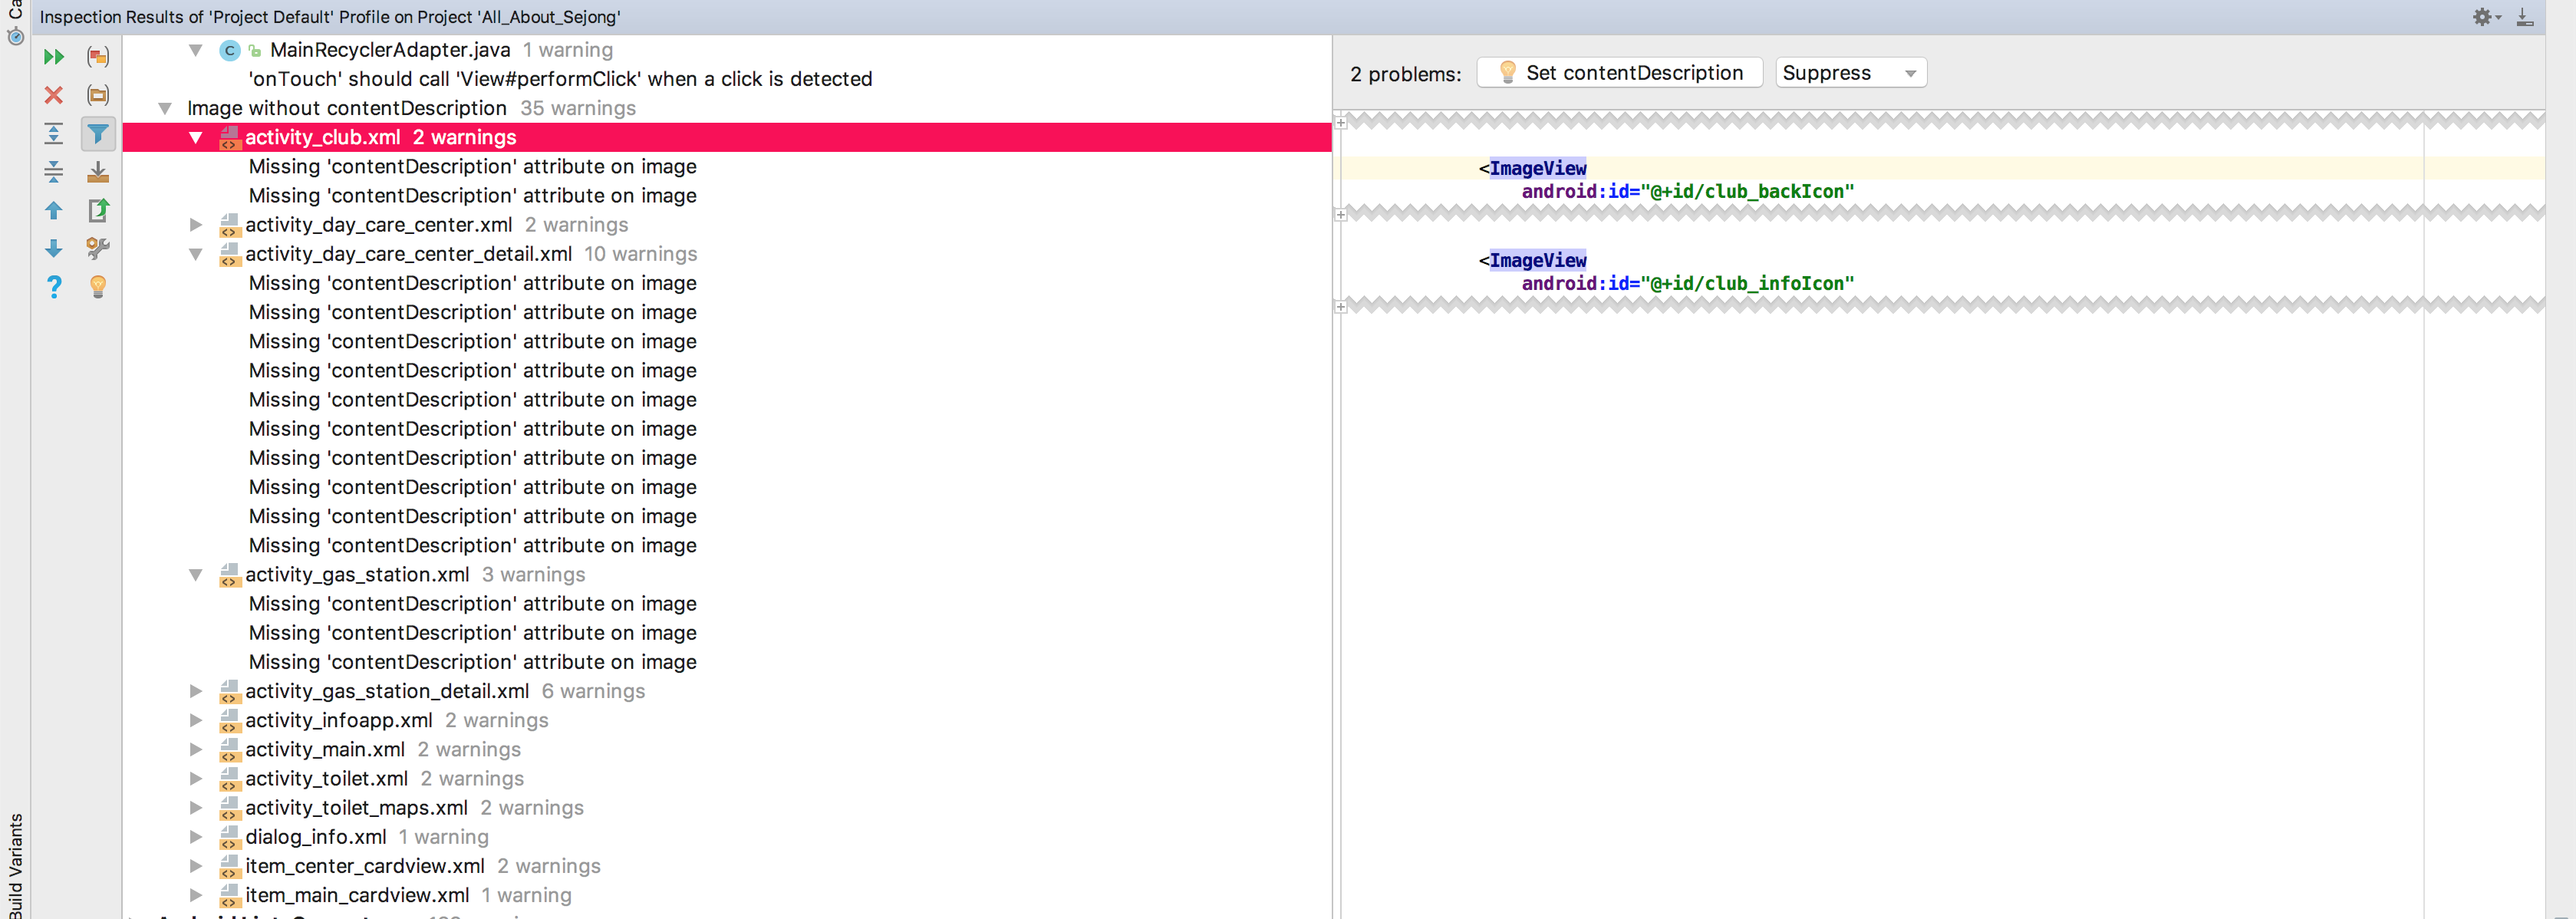 Ca
Inspection Results of 'Project Default' Profile on Project 'All_About_Sejong'
MainRecyclerAdapter.java 1 warning
'onTouch' should call 'View#performClick' when a click is detected
Image without contentDescription 35 warnings
activity_club.xml 2 warnings
Missing 'contentDescription' attribute on image
Missing 'contentDescription' attribute on image
activity_day_care_center.xml 2 warnings
activity_day_care_center_detail.xml 10 warnings
Missing 'contentDescription' attribute on image
Missing 'contentDescription' attribute on image
Missing 'contentDescription' attribute on image
Missing 'contentDescription' attribute on image
Missing 'contentDescription' attribute on image
Missing 'contentDescription' attribute on image
Missing 'contentDescription' attribute on image
Missing 'contentDescription' attribute on image
Missing 'contentDescription' attribute on image
Missing 'contentDescription' attribute on image
activity_gas_station.xml 3 warnings
Missing 'contentDescription' attribute on image
Missing 'contentDescription' attribute on image
Missing 'contentDescription' attribute on image
activity_gas_station_detail.xml 6 warnings
activity_infoapp.xml 2 warnings
activity_main.xml 2 warnings
activity_toilet.xml 2 warnings
activity_toilet_maps.xml 2 warnings
dialog_info.xml 1 warning
item_center_cardview.xml 2 warnings
item_main_cardview.xml 1 warning
2 problems: Set contentDescription Suppress
<ImageView
android:id="@+id/club_backIcon"
<ImageView
android:id="@+id/club_infoIcon"
Build Variants